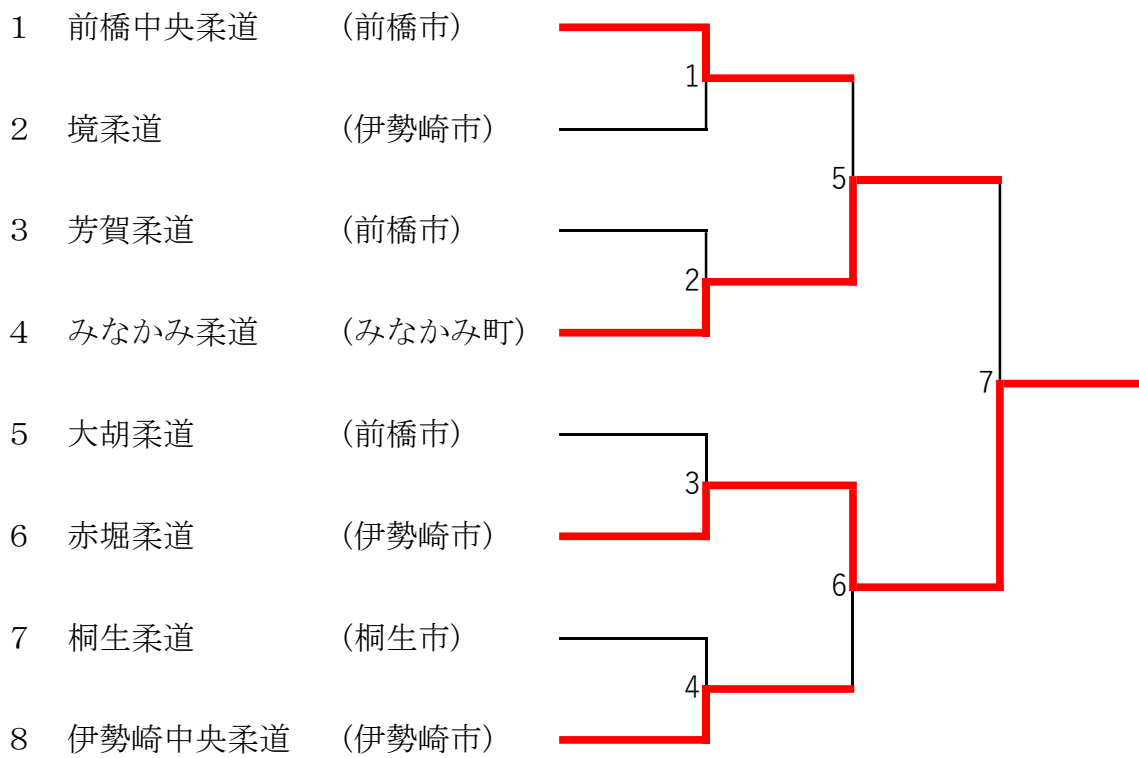 1 前橋中央柔道 (前橋市)
1
2 境柔道 (伊勢崎市)
5
3 芳賀柔道 (前橋市)
2
4 みなかみ柔道 (みなかみ町)
7
5 大胡柔道 (前橋市)
3
6 赤堀柔道 (伊勢崎市)
6
7 桐生柔道 (桐生市)
4
8 伊勢崎中央柔道 (伊勢崎市)